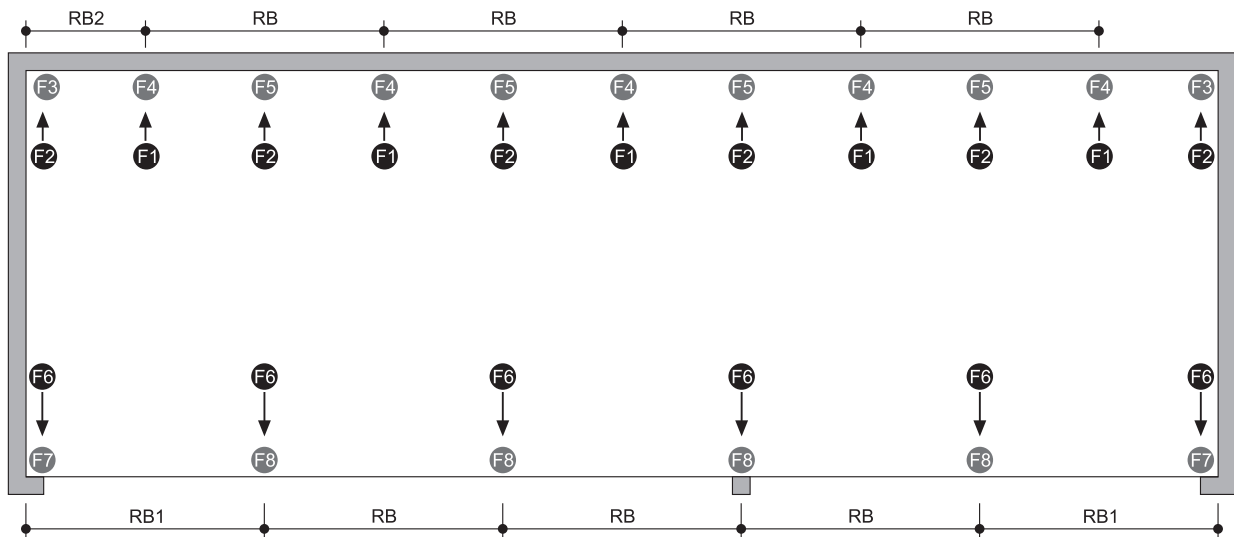 RB2 RB RB RB RB
F3 F4 F5 F4 F5 F4 F5 F4 F5 F4 F3
F2 F1 F2 F1 F2 F1 F2 F1 F2 F1 F2
F6 F6 F6 F6 F6 F6
F7 F8 F8 F8 F8 F7
RB1 RB RB RB RB1